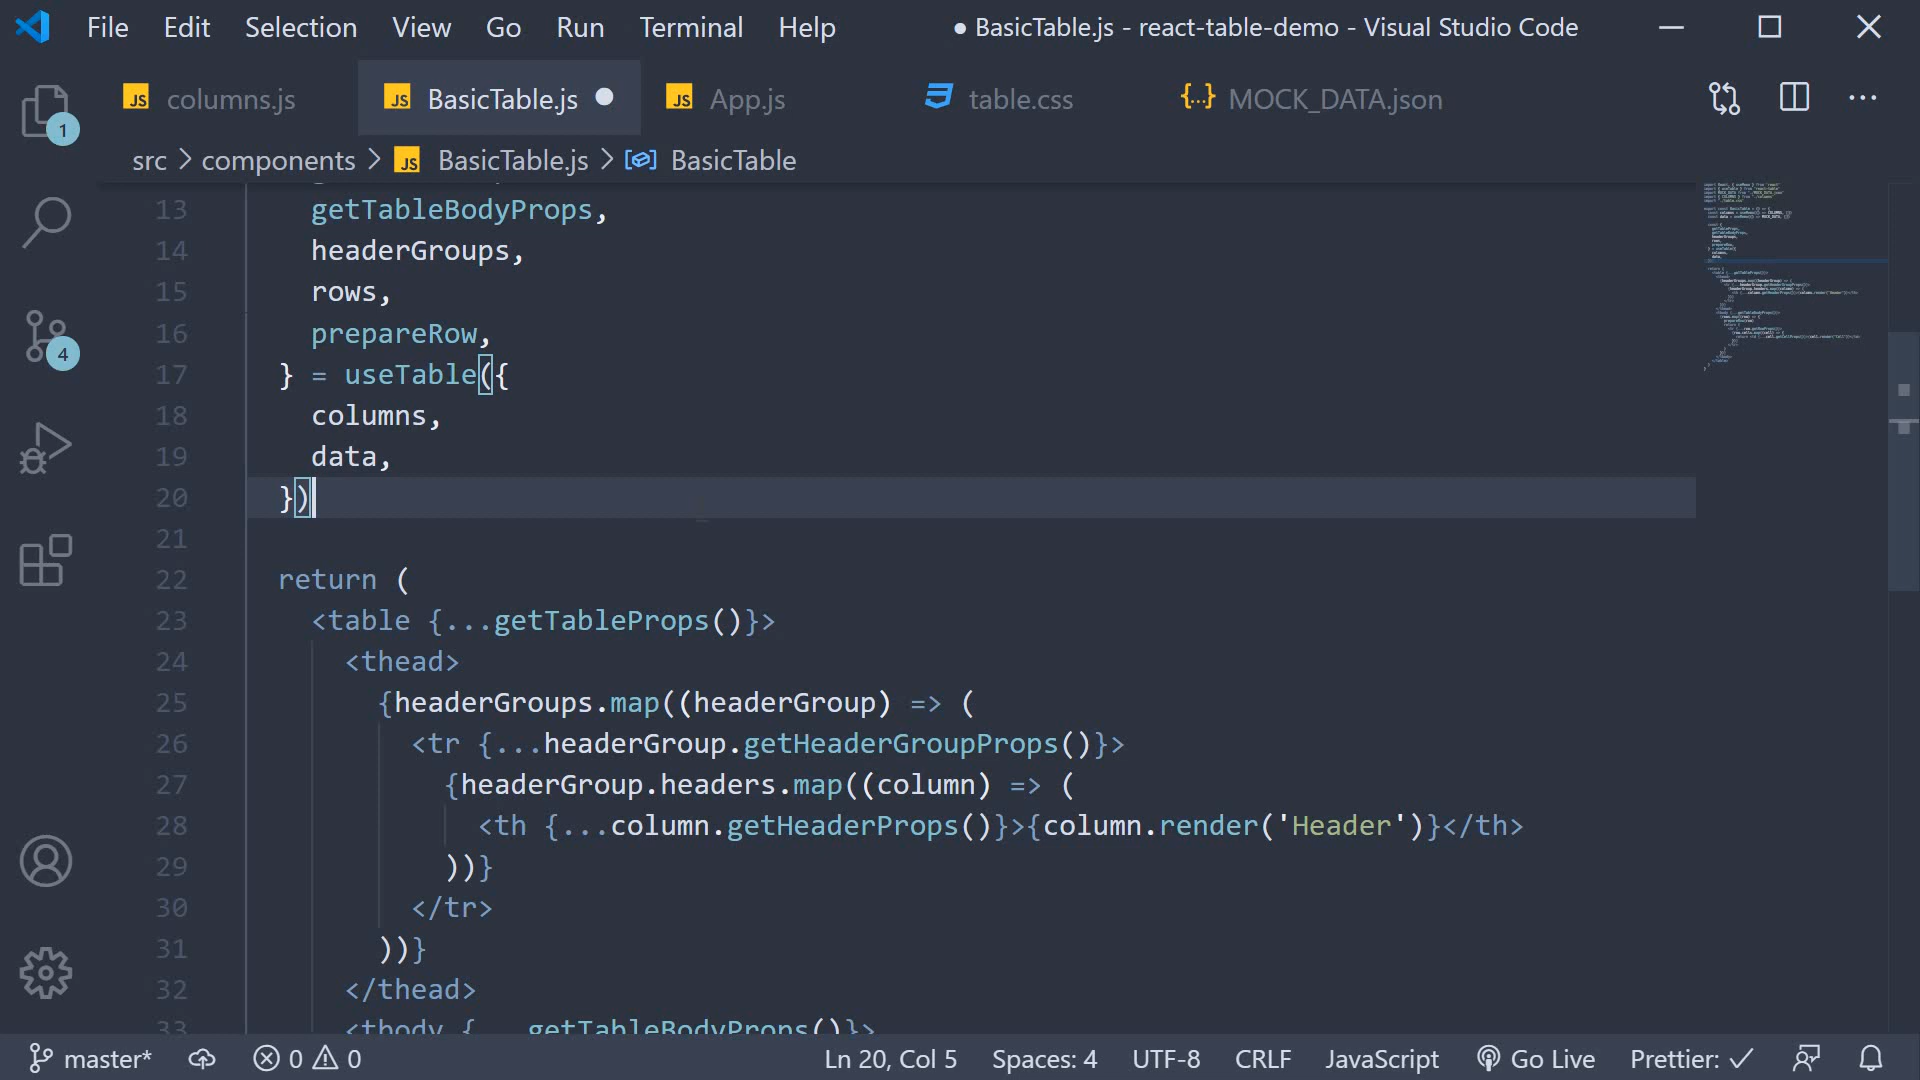 File Edit Selection View Go Run Terminal Help ● BasicTable.js - react-table-demo - Visual Studio Code
columns.js BasicTable.js App.js table.css MOCK_DATA.json
src > components > BasicTable.js > BasicTable
13 getTableBodyProps,
14 headerGroups,
15 rows,
16 prepareRow,
17 } = useTable({
18 columns,
19 data,
20 })
21
22 return (
23 <table {...getTableProps()}>
24 <thead>
25 {headerGroups.map((headerGroup) => (
26 <tr {...headerGroup.getHeaderGroupProps()}>
27 {headerGroup.headers.map((column) => (
28 <th {...column.getHeaderProps()}>{column.render('Header')}</th>
29 ))}
30 </tr>
31 ))}
32 </thead>
33 <tbody {...getTableBodyProps()}>
1
4
master* 0 0 Ln 20, Col 5 Spaces: 4 UTF-8 CRLF JavaScript Go Live Prettier: ✓